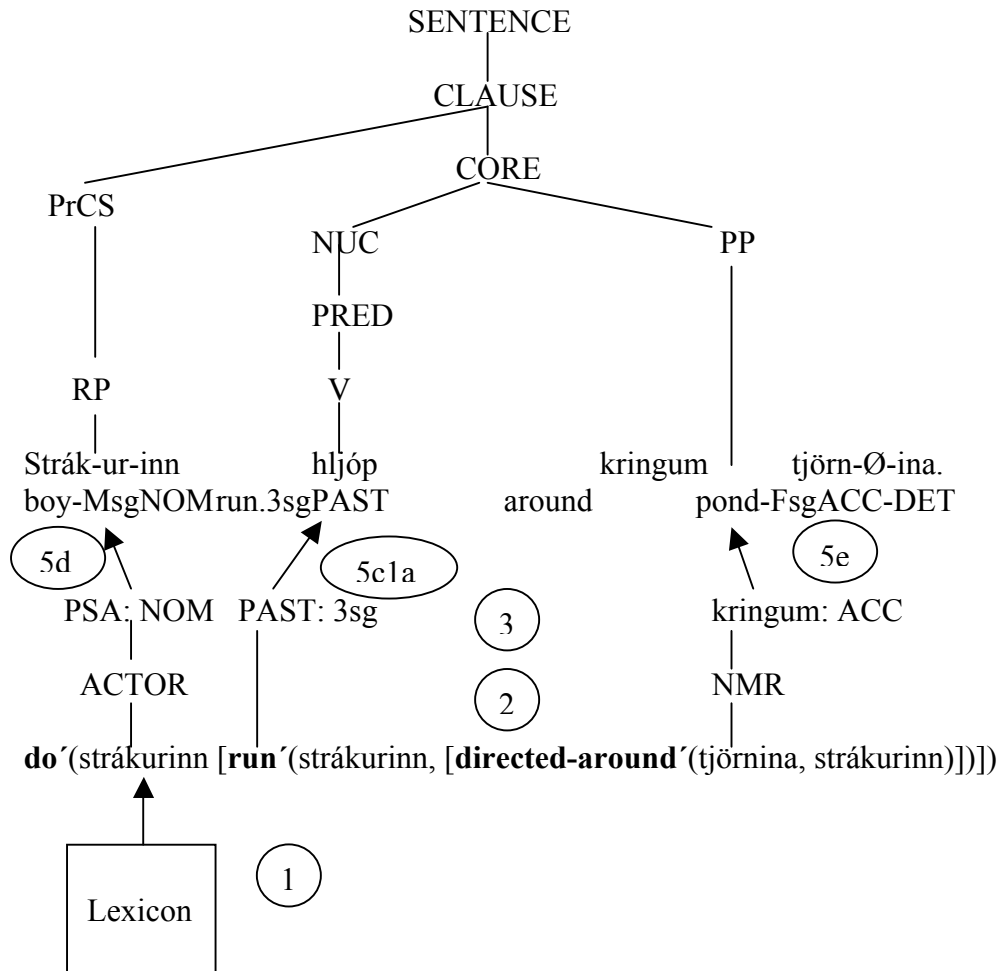 SENTENCE
CLAUSE
CORE
PrCS
NUC PP
PRED
RP V
Strák-ur-inn hljóp kringum tjörn-Ø-ina.
boy-MsgNOM run.3sgPAST around pond-FsgACC-DET
5d 5c1a 5e
PSA: NOM PAST: 3sg 3 kringum: ACC
ACTOR 2 NMR
do´(strákurinn [run´(strákurinn, [directed-around´(tjörnina, strákurinn)])])
1
Lexicon